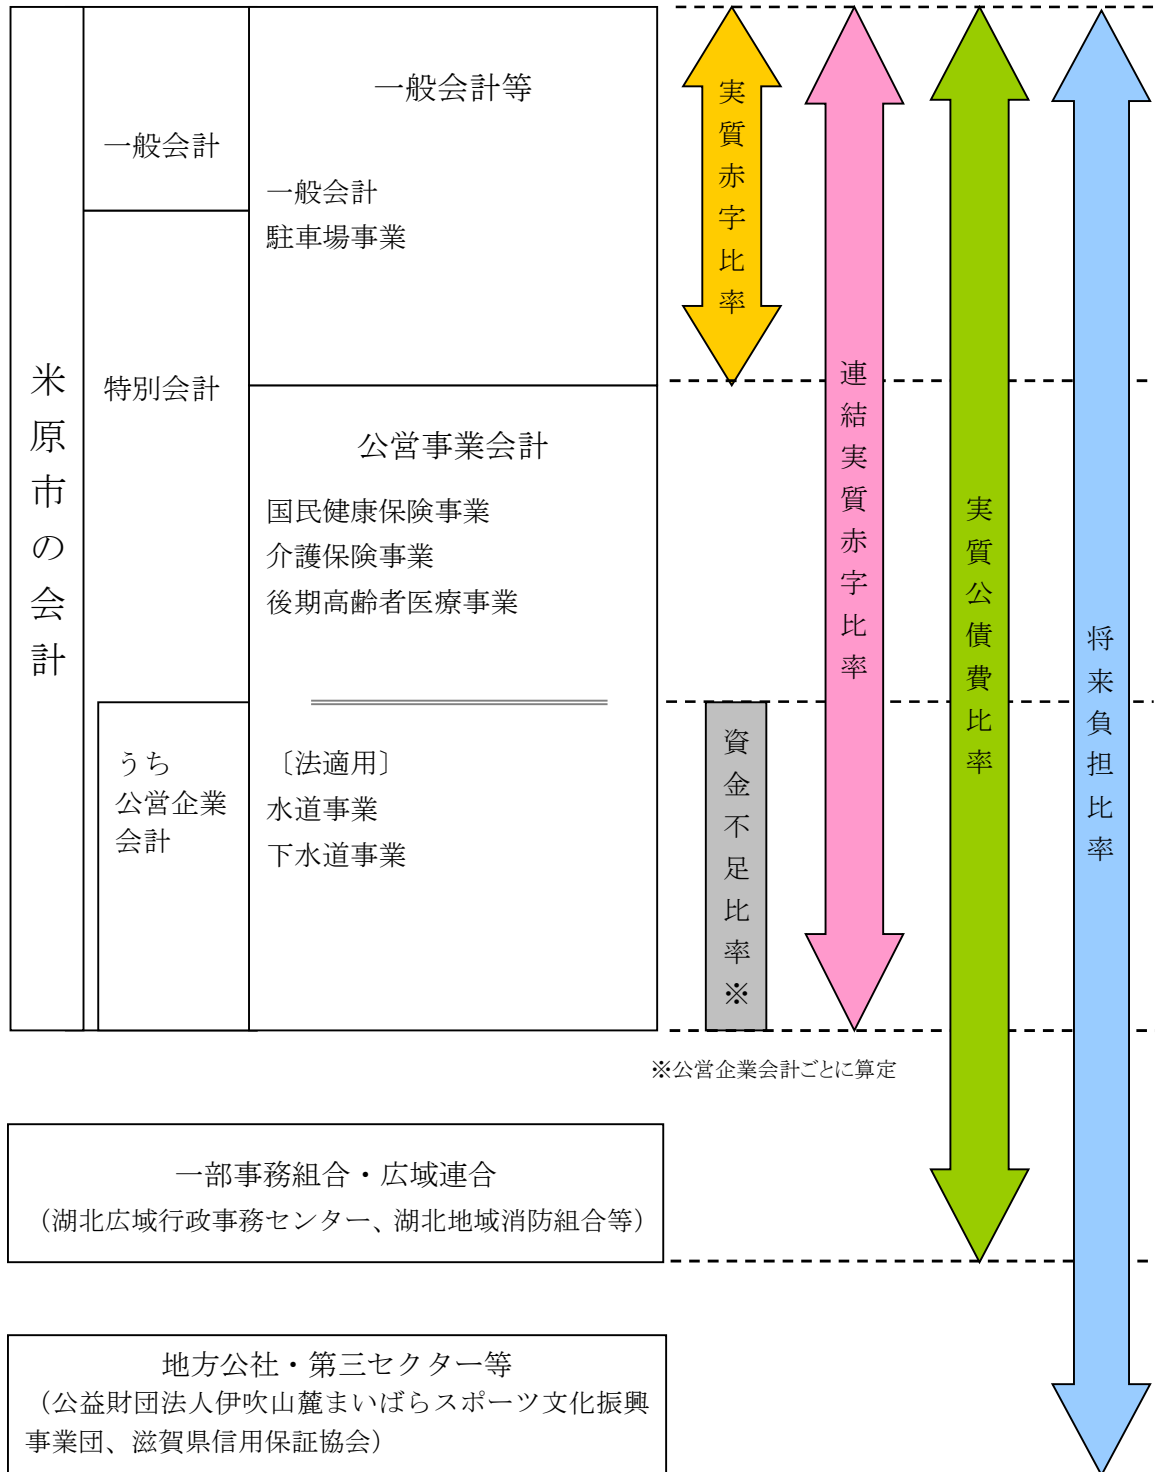 米原市の会計
一般会計
特別会計
うち
公営企業
会計
一般会計等
一般会計
駐車場事業
公営事業会計
国民健康保険事業
介護保険事業
後期高齢者医療事業
〔法適用〕
水道事業
下水道事業
実質赤字比率
資金不足比率※
連結実質赤字比率
実質公債費比率
将来負担比率
※公営企業会計ごとに算定
一部事務組合・広域連合
（湖北広域行政事務センター、湖北地域消防組合等）
地方公社・第三セクター等
（公益財団法人伊吹山麓まいばらスポーツ文化振興
事業団、滋賀県信用保証協会）